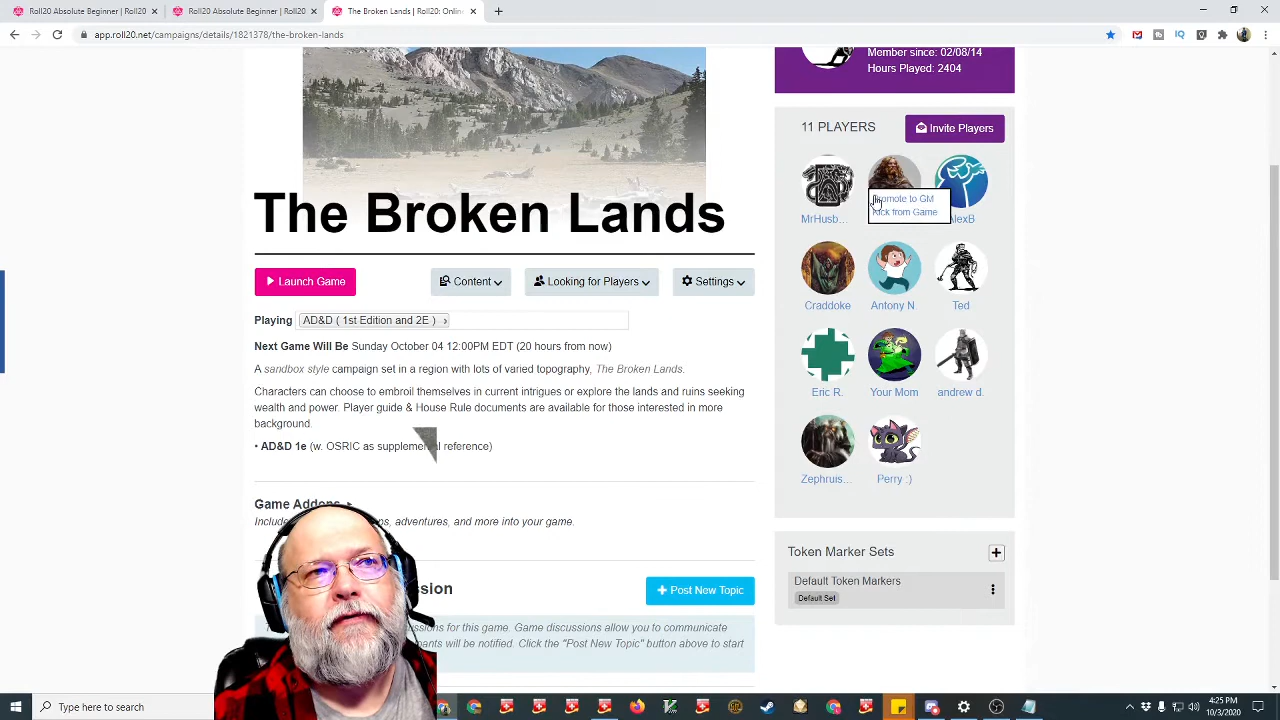 Roll20 Absolute Beginner | Roll20
Roll20 Absolute Beginner | Roll20
The Broken Lands | Roll20: Onlin
app.roll20.net/campaigns/details/1821378/the-broken-lands
Member since: 02/08/14
Hours Played: 2404
11 PLAYERS
Invite Players
MrHusb...
Promote to GM
Kick from Game
AlexB
The Broken Lands
Launch Game
Content
Looking for Players
Settings
Craddoke
Antony N.
Ted
Playing AD&D ( 1st Edition and 2E )
Next Game Will Be Sunday October 04 12:00PM EDT (20 hours from now)
A sandbox style campaign set in a region with lots of varied topography, The Broken Lands.
Characters can choose to embroil themselves in current intrigues or explore the lands and ruins seeking
wealth and power. Player guide & House Rule documents are available for those interested in more
background.
• AD&D 1e (w. OSRIC as supplemental reference)
Eric R.
Your Mom
andrew d.
Zephruis...
Perry :)
Game Addons
Includ ns, adventures, and more into your game.
Token Marker Sets
Default Token Markers
Default Set
sion
Post New Topic
ssions for this game. Game discussions allow you to communicate
pants will be notified. Click the "Post New Topic" button above to start
Type here to search
4:25 PM
10/3/2020